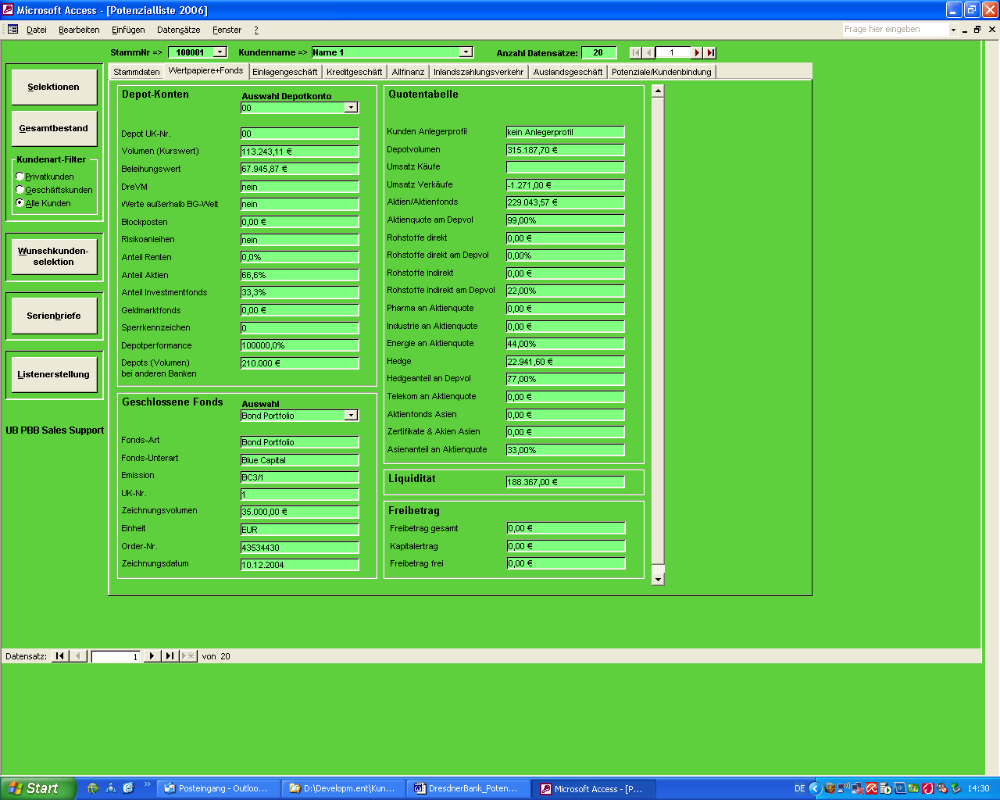 Microsoft Access - [Potenzialliste 2006]
Datei Bearbeiten Einfügen Datensätze Fenster ? Frage hier eingeben
StammNr => 100001 Kundenname => Name 1 Anzahl Datensätze: 20 1
Stammdaten Wertpapiere+Fonds Einlagengeschäft Kreditgeschäft Allfinanz Inlandszahlungsverkehr Auslandsgeschäft Potenziale/Kundenbindung
Selektionen
Gesamtbestand
Kundenart-Filter
Privatkunden
Geschäftskunden
Alle Kunden
Wunschkunden-
selektion
Serienbriefe
Listenerstellung
UB PBB Sales Support
Depot-Konten
Auswahl Depotkonto
00
Depot UK-Nr. 00
Volumen (Kurswert) 113.243,11 €
Beleihungswert 67.945,87 €
DreVM nein
Werte außerhalb BG-Welt nein
Blockposten 0,00 €
Risikoanleihen nein
Anteil Renten 0,0%
Anteil Aktien 66,6%
Anteil Investmentfonds 33,3%
Geldmarktfonds 0,00 €
Sperrkennzeichen 0
Depotperformance 100000,0%
Depots (Volumen) 210.000 €
bei anderen Banken
Geschlossene Fonds Auswahl
Bond Portfolio
Fonds-Art Bond Portfolio
Fonds-Unterart Blue Capital
Emission BC3/1
UK-Nr. 1
Zeichnungsvolumen 35.000,00 €
Einheit EUR
Order-Nr. 43534430
Zeichnungsdatum 10.12.2004
Quotentabelle
Kunden Anlegerprofil kein Anlegerprofil
Depotvolumen 315.187,70 €
Umsatz Käufe
Umsatz Verkäufe -1.271,00 €
Aktien/Aktienfonds 229.043,57 €
Aktienquote am Depvol 99,00%
Rohstoffe direkt 0,00 €
Rohstoffe direkt am Depvol 0,00%
Rohstoffe indirekt 0,00 €
Rohstoffe indirekt am Depvol 22,00%
Pharma an Aktienquote 0,00 €
Industrie an Aktienquote 0,00 €
Energie an Aktienquote 44,00%
Hedge 22.941,60 €
Hedgeanteil an Depvol 77,00%
Telekom an Aktienquote 0,00 €
Aktienfonds Asien 0,00 €
Zertifikate & Akien Asien 0,00 €
Asienanteil an Aktienquote 33,00%
Liquidität 188.367,00 €
Freibetrag
Freibetrag gesamt 0,00 €
Kapitalertrag 0,00 €
Freibetrag frei 0,00 €
Datensatz: 1 von 20
Start Posteingang - Outloo... D:\Developm.ent\Kun... DresdnerBank_Poten... Microsoft Access - [P... DE 14:30